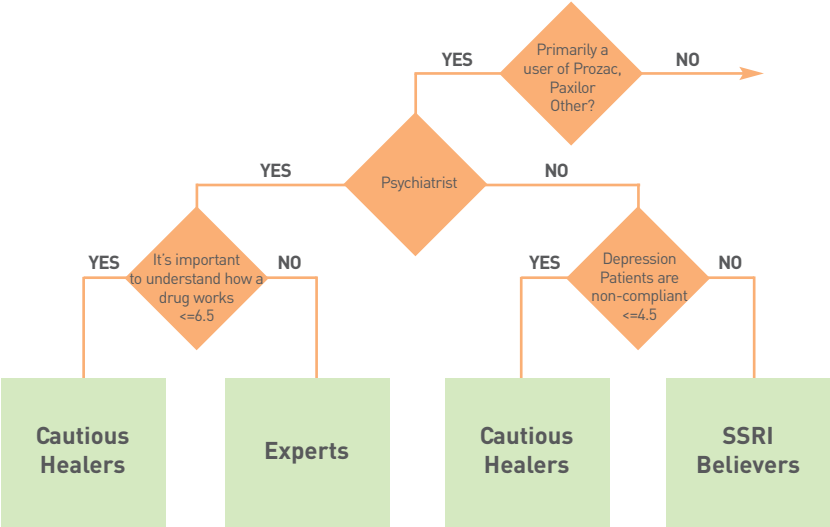 Primarily a
user of Prozac,
Paxilor
Other?
YES
NO
Psychiatrist
YES
NO
It's important
to understand how a
drug works
<=6.5
YES
NO
Depression
Patients are
non-compliant
<=4.5
YES
NO
Cautious
Healers
Experts
Cautious
Healers
SSRI
Believers